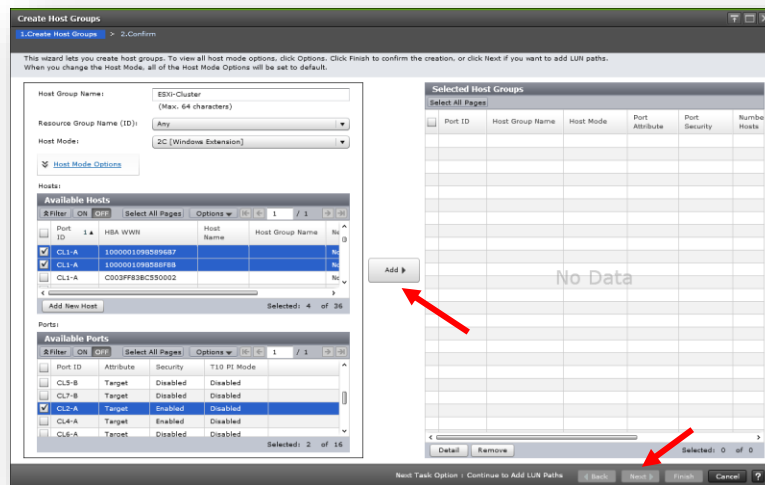 Create Host Groups
1.Create Host Groups > 2.Confirm
This wizard lets you create host groups. To view all host mode options, click Options. Click Finish to confirm the creation, or click Next if you want to add LUN paths.
When you change the Host Mode, all of the Host Mode Options will be set to default.
Host Group Name: ESXi-Cluster
(Max. 64 characters)
Resource Group Name (ID): Any
Host Mode: 2C [Windows Extension]
Host Mode Options
Hosts:
Available Hosts
Filter ON OFF Select All Pages Options 1 / 1
Port ID 1 HBA WWN Host Name Host Group Name
CL1-A 1000001098589687
CL1-A 1000001098588F88
CL1-A C003FF83BC550002
Add New Host Selected: 4 of 36
Ports:
Available Ports
Filter ON OFF Select All Pages Options 1 / 1
Port ID Attribute Security T10 PI Mode
CL5-B Target Disabled Disabled
CL7-B Target Disabled Disabled
CL2-A Target Enabled Disabled
CL4-A Target Enabled Disabled
CL6-A Target Disabled Disabled
Selected: 2 of 16
Add
Selected Host Groups
Select All Pages
Port ID Host Group Name Host Mode Port Attribute Port Security Numbe Hosts
No Data
Detail Remove Selected: 0 of 0
Next Task Option : Continue to Add LUN Paths Back Next Finish Cancel ?